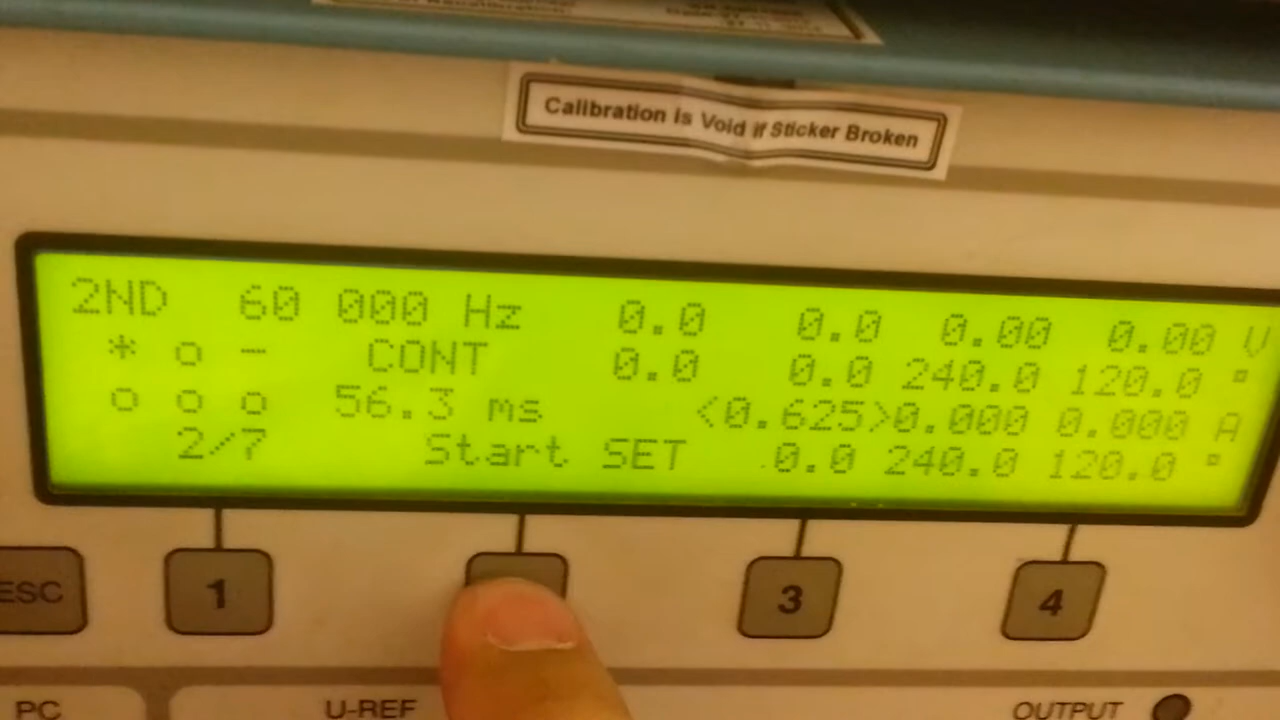 Calibration is Void if Sticker Broken
2ND 60 000 Hz 0.0 0.0 0.00 0.00 V
* o - CONT 0.0 0.0 240.0 120.0 °
o o o 56.3 ms <0.625>0.000 0.000 A
2/7 Start SET 0.0 240.0 120.0 °
ESC 1 3 4
PC U-REF OUTPUT